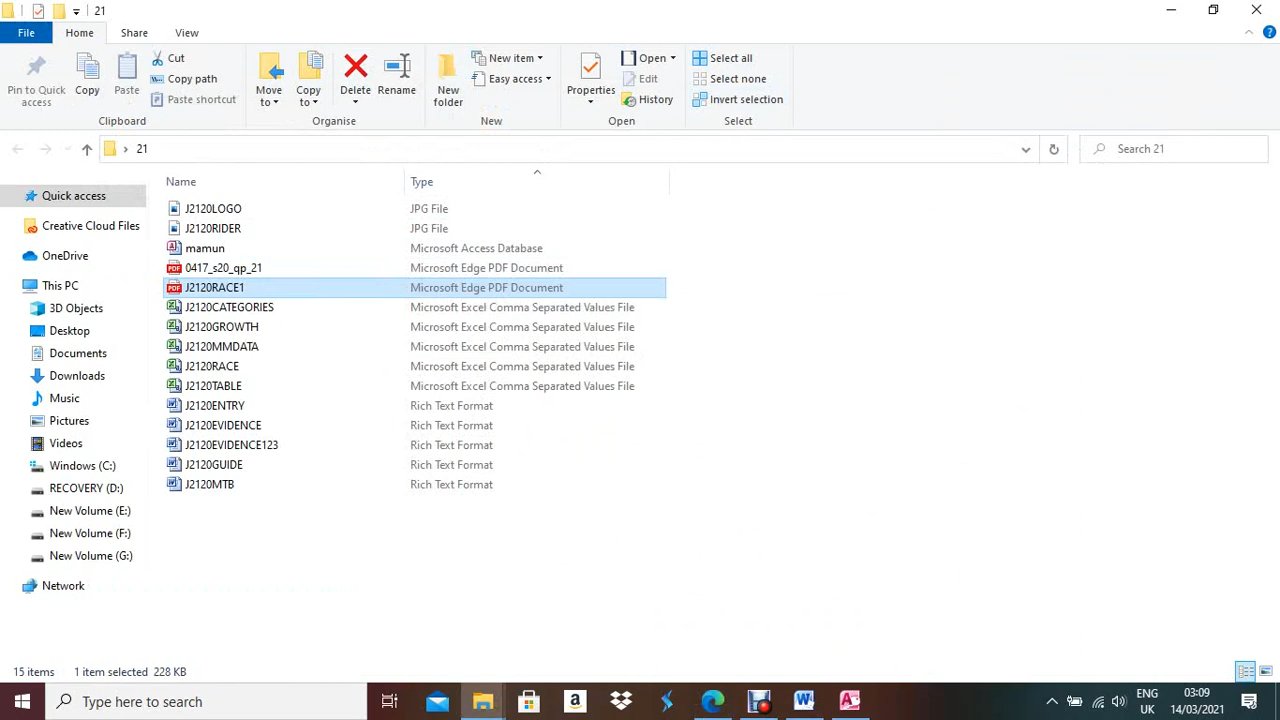 21
File Home Share View
Pin to Quick access
Copy
Paste
Cut
Copy path
Paste shortcut
Clipboard
Move to
Copy to
Delete
Rename
Organise
New folder
New item
Easy access
New
Properties
Open
Edit
History
Open
Select all
Select none
Invert selection
Select
21
Search 21
Name Type
J2120LOGO JPG File
J2120RIDER JPG File
mamun Microsoft Access Database
0417_s20_qp_21 Microsoft Edge PDF Document
J2120RACE1 Microsoft Edge PDF Document
J2120CATEGORIES Microsoft Excel Comma Separated Values File
J2120GROWTH Microsoft Excel Comma Separated Values File
J2120MMDATA Microsoft Excel Comma Separated Values File
J2120RACE Microsoft Excel Comma Separated Values File
J2120TABLE Microsoft Excel Comma Separated Values File
J2120ENTRY Rich Text Format
J2120EVIDENCE Rich Text Format
J2120EVIDENCE123 Rich Text Format
J2120GUIDE Rich Text Format
J2120MTB Rich Text Format
Quick access
Creative Cloud Files
OneDrive
This PC
3D Objects
Desktop
Documents
Downloads
Music
Pictures
Videos
Windows (C:)
RECOVERY (D:)
New Volume (E:)
New Volume (F:)
New Volume (G:)
Network
15 items 1 item selected 228 KB
Type here to search
ENG
UK
03:09
14/03/2021